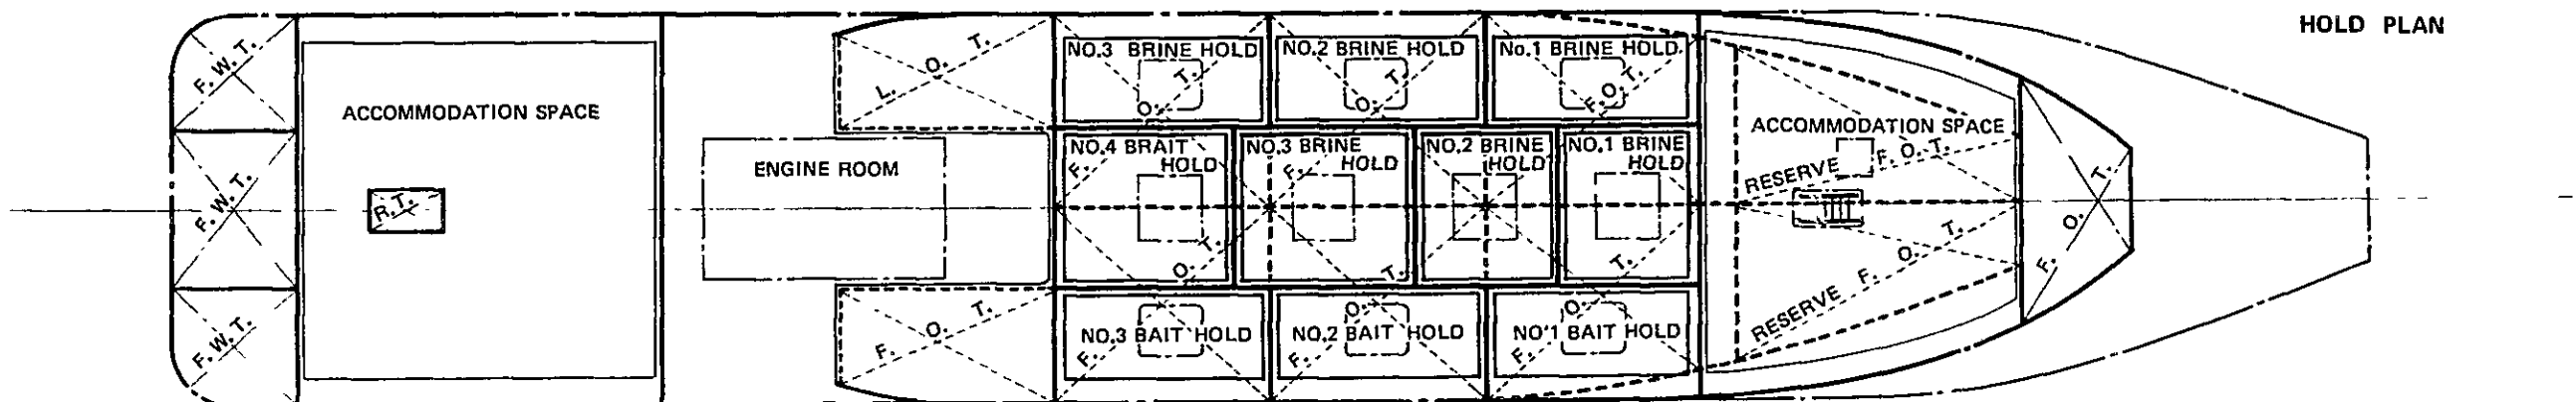 HOLD PLAN
F. W. T.
F. W. T.
F. W. T.
ACCOMMODATION SPACE
R. T.
ENGINE ROOM
L. O. T.
F. O. T.
NO.3 BRINE HOLD
O. T.
NO.2 BRINE HOLD
O. T.
No.1 BRINE HOLD.
F. O. T.
NO.4 BRAIT
HOLD
F. O. T.
NO.3 BRINE
HOLD
F. O. T.
NO.2 BRINE
HOLD
NO.1 BRINE
HOLD
T.
NO.3 BAIT HOLD
F.
NO.2 BAIT HOLD
F. O. T.
NO'1 BAIT HOLD
F. O.
ACCOMMODATION SPACE
RESERVE F. O. T.
RESERVE F. O. T.
F. O. T.